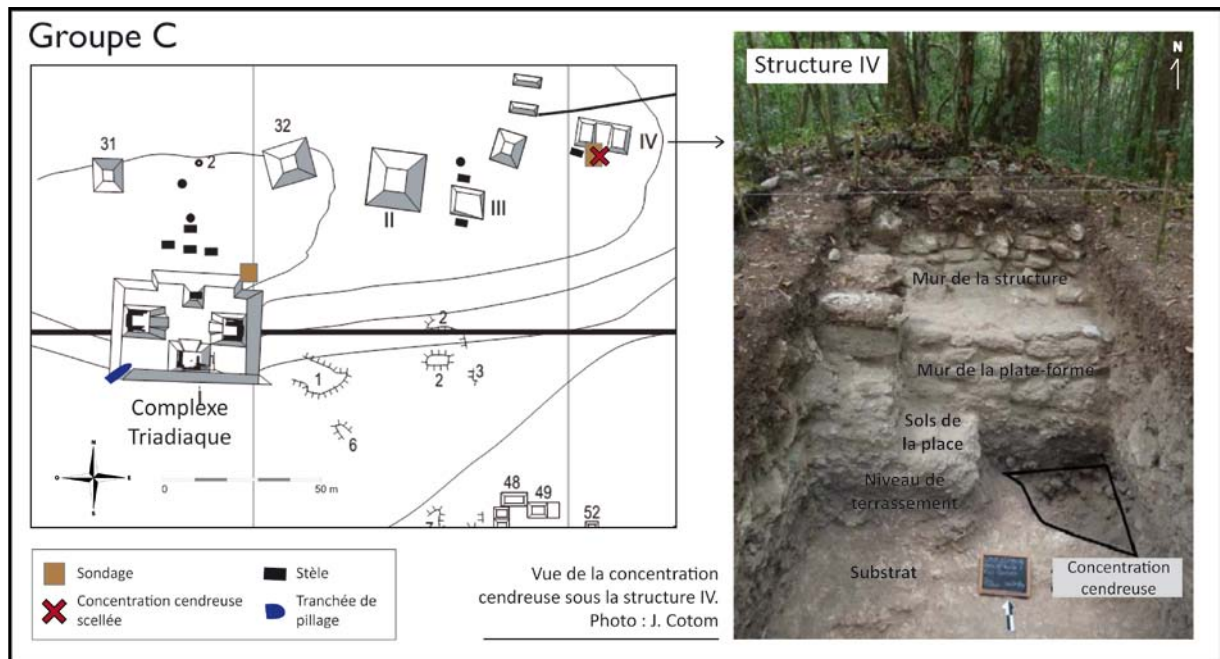 Groupe C
31
32
2
II
III
IV
Complexe
Triadiaque
1
2
2
3
6
48
49
52
N
E
S
O
0
50 m
Sondage
Stèle
Concentration cendreuse
scellée
Tranchée de
pillage
Vue de la concentration
cendreuse sous la structure IV.
Photo : J. Cotom
Structure IV
N
Mur de la structure
Mur de la plate-forme
Sols de
la place
Niveau de
terrassement
Substrat
Concentration
cendreuse